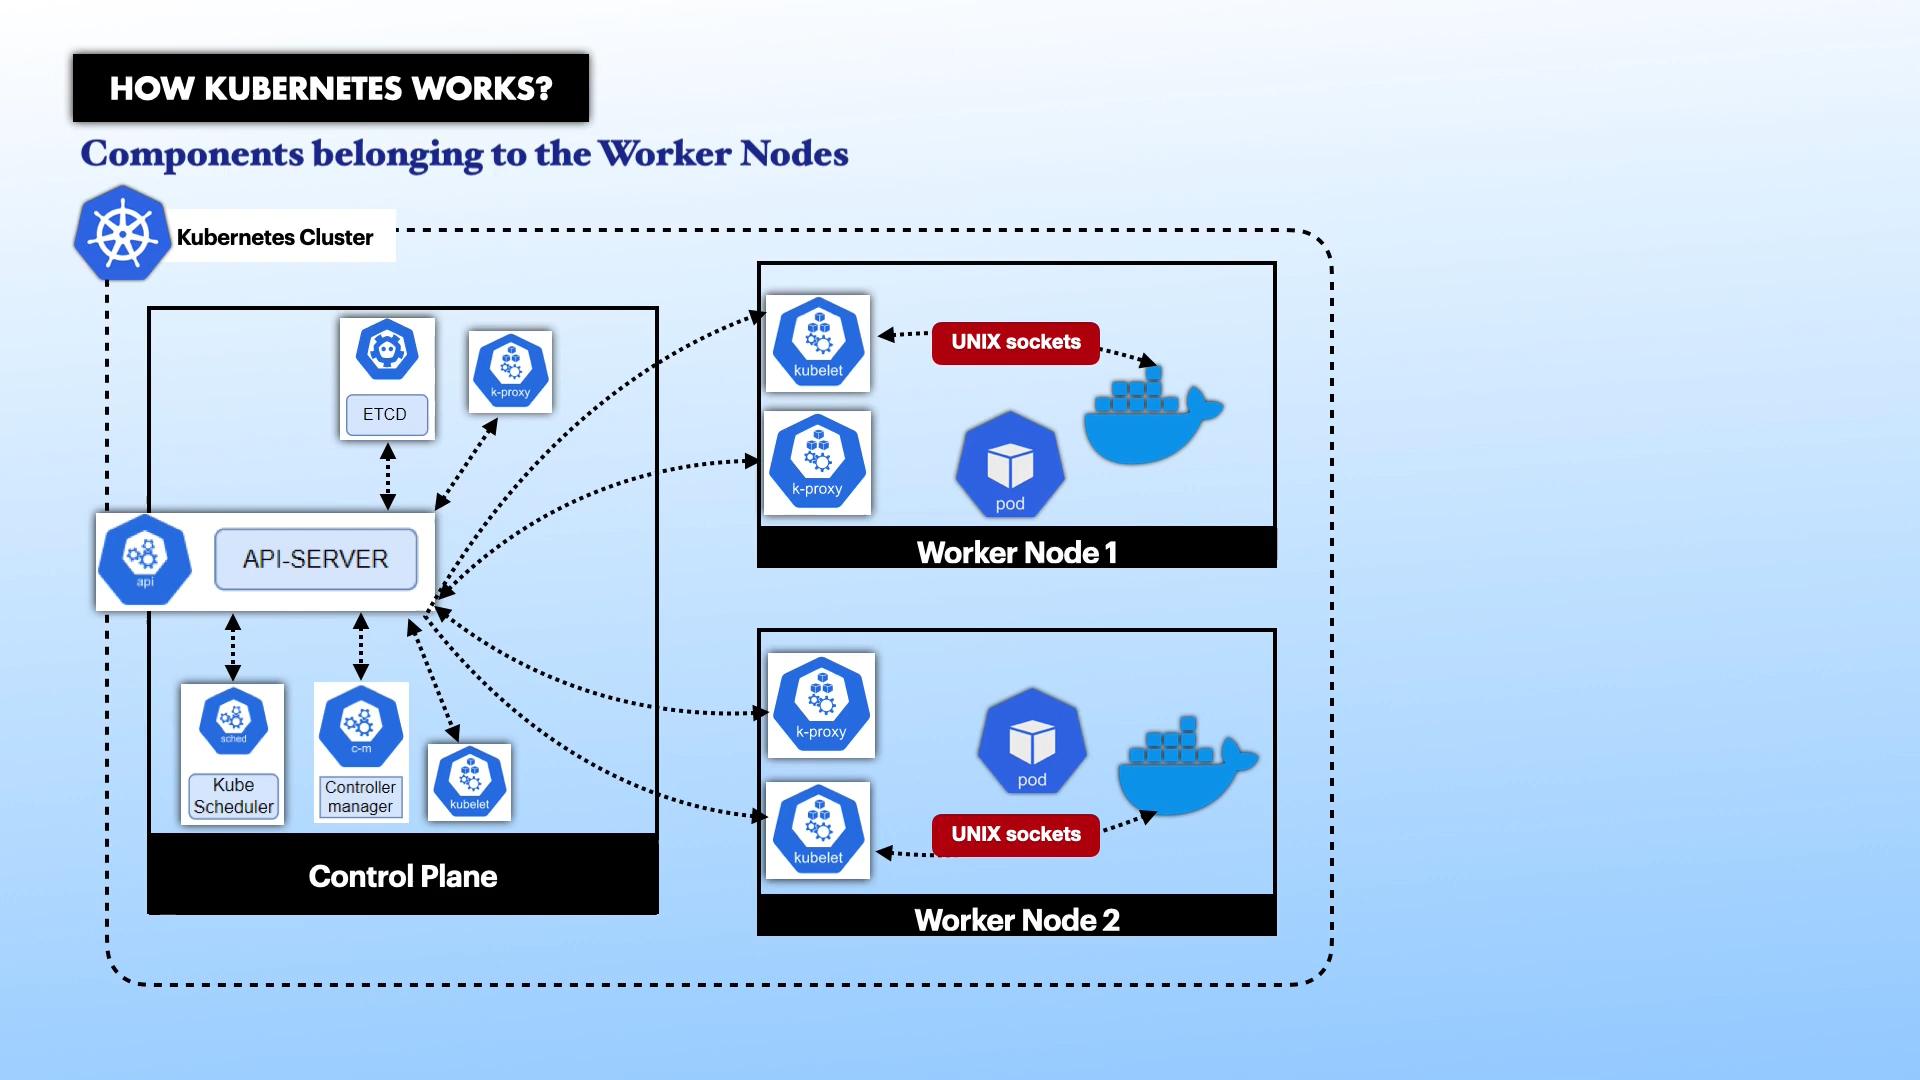 HOW KUBERNETES WORKS?
Components belonging to the Worker Nodes
Kubernetes Cluster
ETCD
k-proxy
api
API-SERVER
sched
Kube
Scheduler
c-m
Controller
manager
kubelet
Control Plane
kubelet
UNIX sockets
k-proxy
pod
Worker Node 1
k-proxy
pod
kubelet
UNIX sockets
Worker Node 2